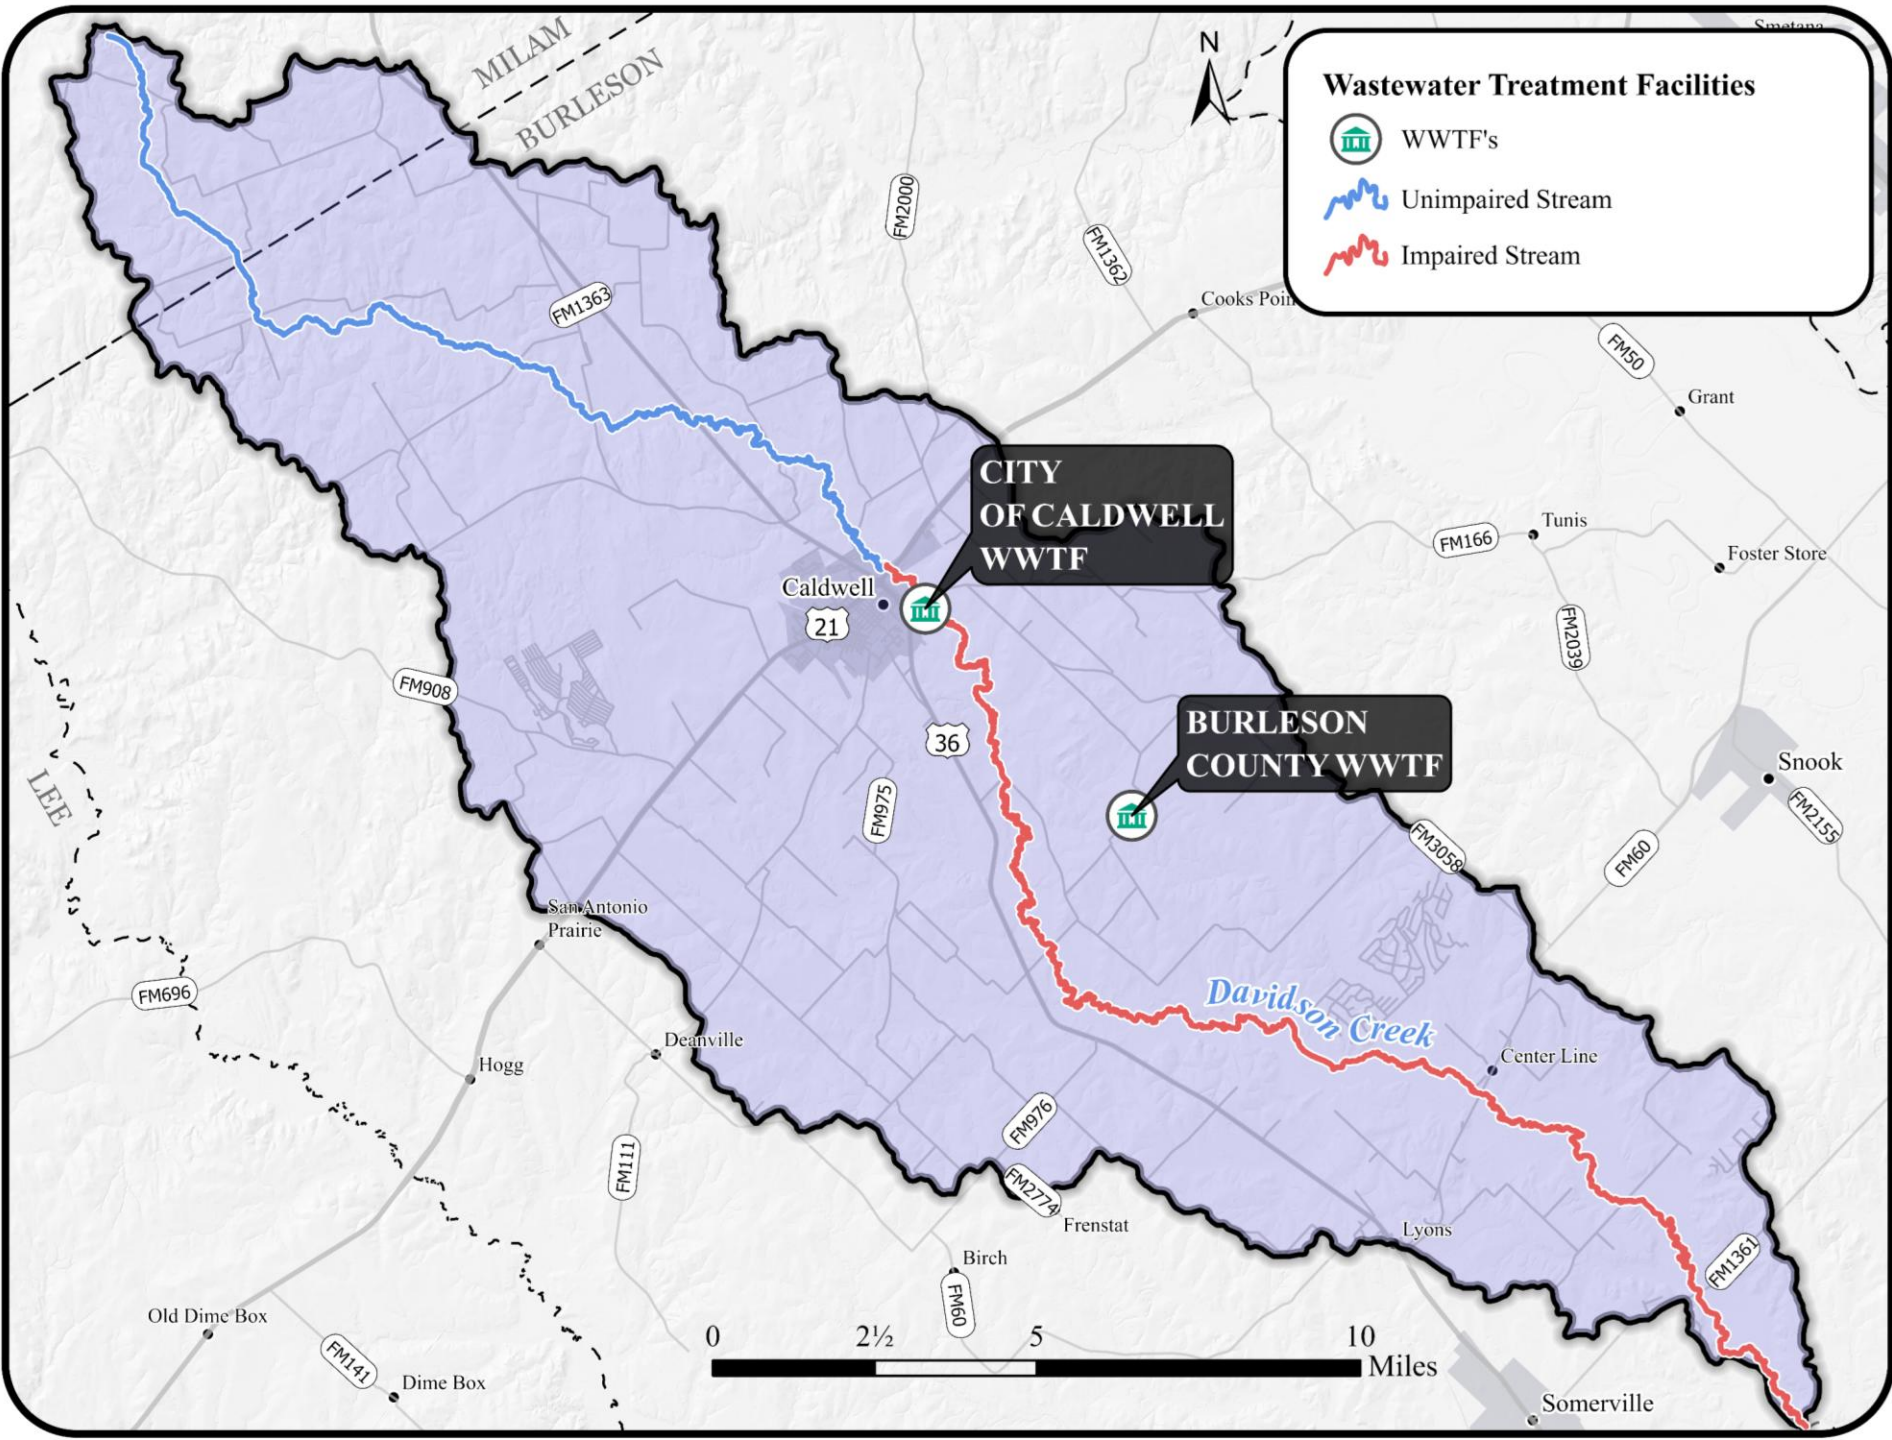 Smetana
MILAM
BURLESON
N
Wastewater Treatment Facilities
WWTF's
Unimpaired Stream
Impaired Stream
FM2000
FM1362
FM1363
Cooks Poin
FM50
Grant
CITY
OF CALDWELL
WWTF
FM166
Tunis
Foster Store
Caldwell
21
FM2039
FM908
36
BURLESON
COUNTY WWTF
Snook
LEE
FM975
FM2155
FM3058
FM60
San Antonio
Prairie
FM696
Davidson Creek
Deanville
Hogg
Center Line
FM976
FM111
FM2774
Frenstat
Lyons
Birch
FM1361
FM60
Old Dime Box
FM141
Dime Box
0 2½ 5 10
Miles
Somerville